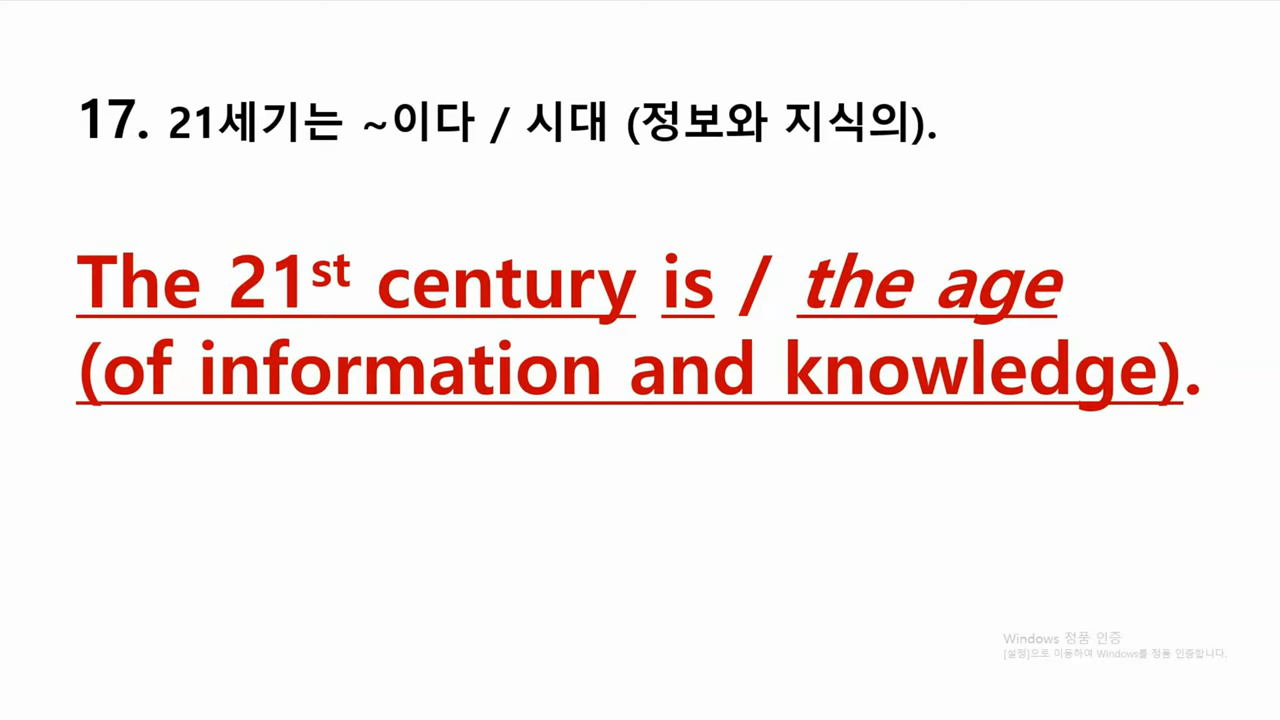 17. 21세기는 ~이다 / 시대 (정보와 지식의).
The 21st century is / the age
(of information and knowledge).
Windows 정품 인증
[설정]으로 이동하여 Windows를 정품 인증합니다.